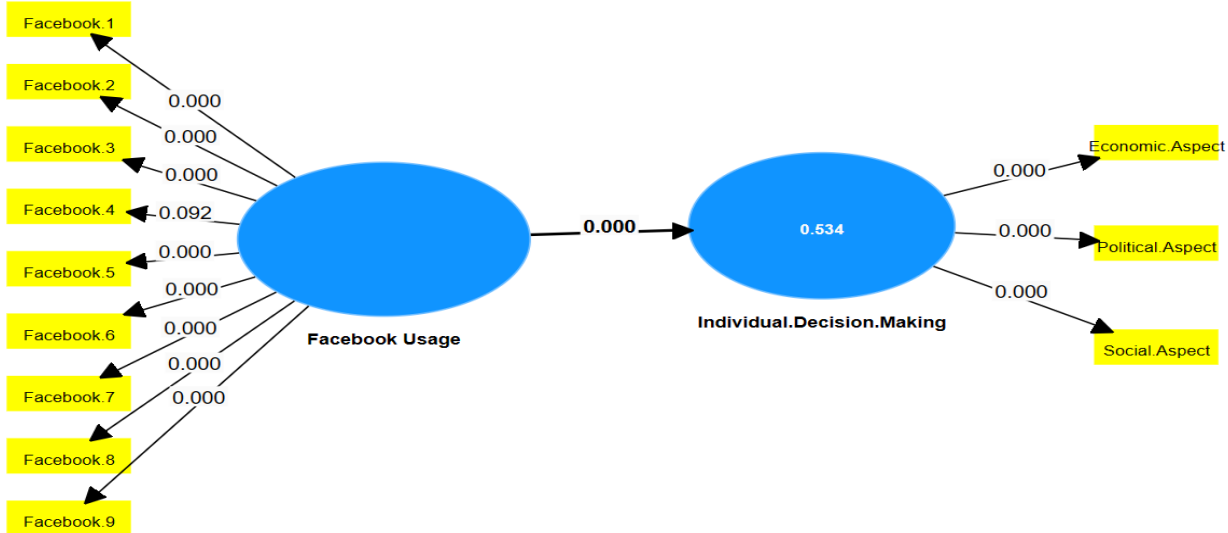 Facebook.1
Facebook.2
Facebook.3
Facebook.4
Facebook.5
Facebook.6
Facebook.7
Facebook.8
Facebook.9
0.000
0.000
0.000
0.092
0.000
0.000
0.000
0.000
0.000
Facebook Usage
0.000
0.534
Individual.Decision.Making
0.000
0.000
0.000
Economic.Aspect
Political.Aspect
Social.Aspect